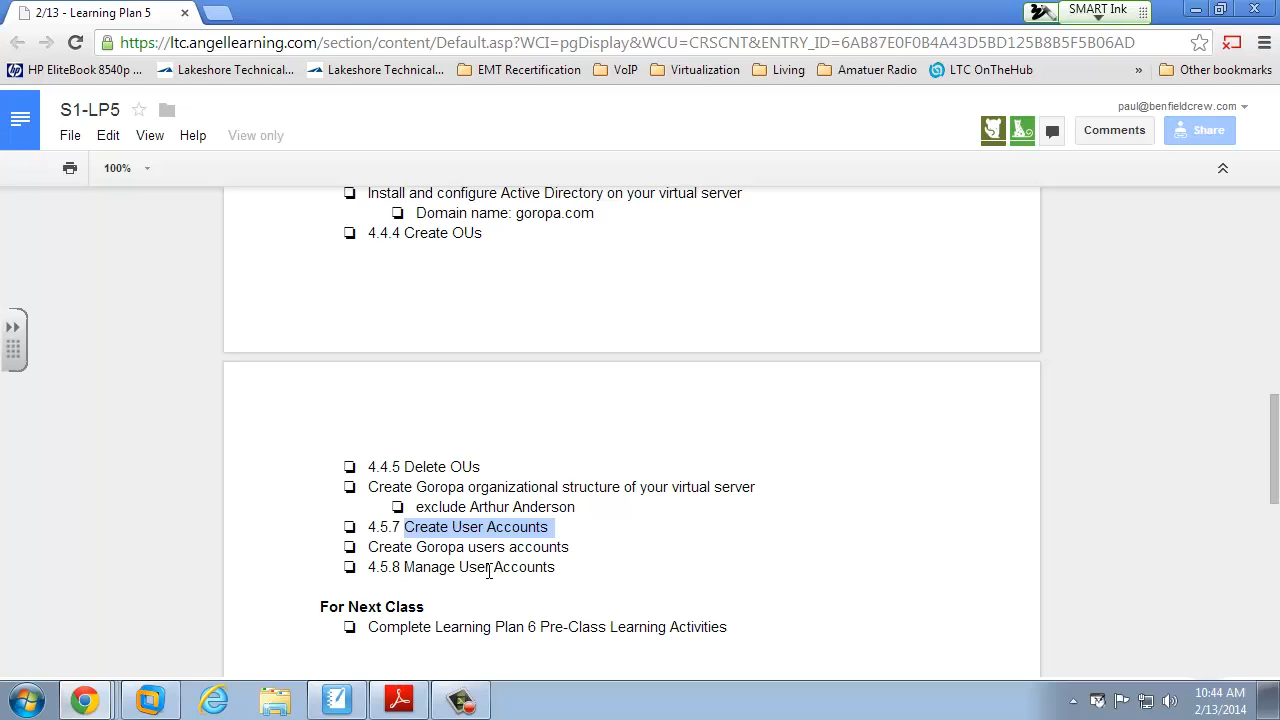 2/13 - Learning Plan 5
SMART Ink
https://ltc.angellearning.com/section/content/Default.asp?WCI=pgDisplay&WCU=CRSCNT&ENTRY_ID=6AB87E0F0B4A43D5BD125B8B5F5B06AD
HP EliteBook 8540p ... Lakeshore Technical... Lakeshore Technical... EMT Recertification VoIP Virtualization Living Amatuer Radio LTC OnTheHub » Other bookmarks
S1-LP5
paul@benfieldcrew.com
File Edit View Help View only
Comments Share
100%
Install and configure Active Directory on your virtual server
Domain name: goropa.com
4.4.4 Create OUs
4.4.5 Delete OUs
Create Goropa organizational structure of your virtual server
exclude Arthur Anderson
4.5.7 Create User Accounts
Create Goropa users accounts
4.5.8 Manage User Accounts
For Next Class
Complete Learning Plan 6 Pre-Class Learning Activities
10:44 AM
2/13/2014